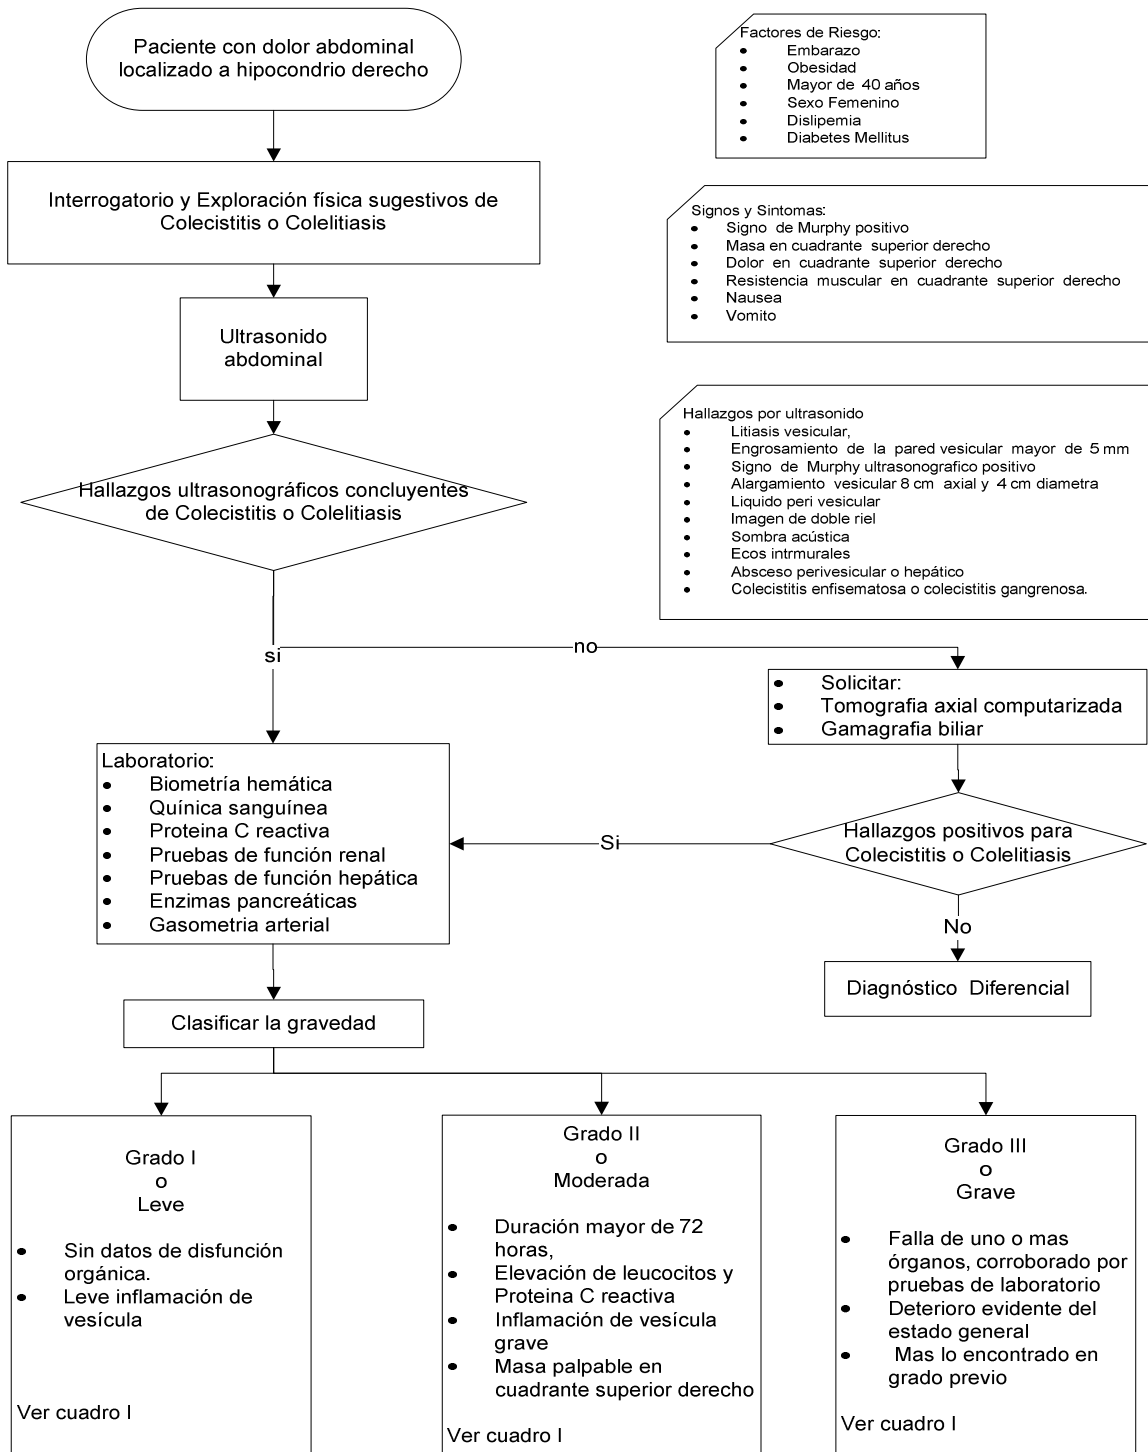 Paciente con dolor abdominal
localizado a hipocondrio derecho
Factores de Riesgo:
• Embarazo
• Obesidad
• Mayor de 40 años
• Sexo Femenino
• Dislipemia
• Diabetes Mellitus
Interrogatorio y Exploración física sugestivos de
Colecistitis o Colelitiasis
Signos y Sintomas:
• Signo de Murphy positivo
• Masa en cuadrante superior derecho
• Dolor en cuadrante superior derecho
• Resistencia muscular en cuadrante superior derecho
• Nausea
• Vomito
Ultrasonido
abdominal
Hallazgos por ultrasonido
• Litiasis vesicular,
• Engrosamiento de la pared vesicular mayor de 5 mm
• Signo de Murphy ultrasonografico positivo
• Alargamiento vesicular 8 cm axial y 4 cm diametra
• Liquido peri vesicular
• Imagen de doble riel
• Sombra acústica
• Ecos intrmurales
• Absceso perivesicular o hepático
• Colecistitis enfisematosa o colecistitis gangrenosa.
Hallazgos ultrasonográficos concluyentes
de Colecistitis o Colelitiasis
si
no
• Solicitar:
• Tomografia axial computarizada
• Gamagrafia biliar
Laboratorio:
• Biometría hemática
• Químnica sanguínea
• Proteina C reactiva
• Pruebas de función renal
• Pruebas de función hepática
• Enzimas pancreáticas
• Gasometria arterial
Si
Hallazgos positivos para
Colecistitis o Colelitiasis
No
Diagnóstico Diferencial
Clasificar la gravedad
Grado I
o
Leve
• Sin datos de disfunción
orgánica.
• Leve inflamación de
vesícula
Ver cuadro I
Grado II
o
Moderada
• Duración mayor de 72
horas,
• Elevación de leucocitos y
Proteina C reactiva
• Inflamación de vesícula
grave
• Masa palpable en
cuadrante superior derecho
Ver cuadro I
Grado III
o
Grave
• Falla de uno o mas
órganos, corroborado por
pruebas de laboratorio
• Deterioro evidente del
estado general
• Mas lo encontrado en
grado previo
Ver cuadro I